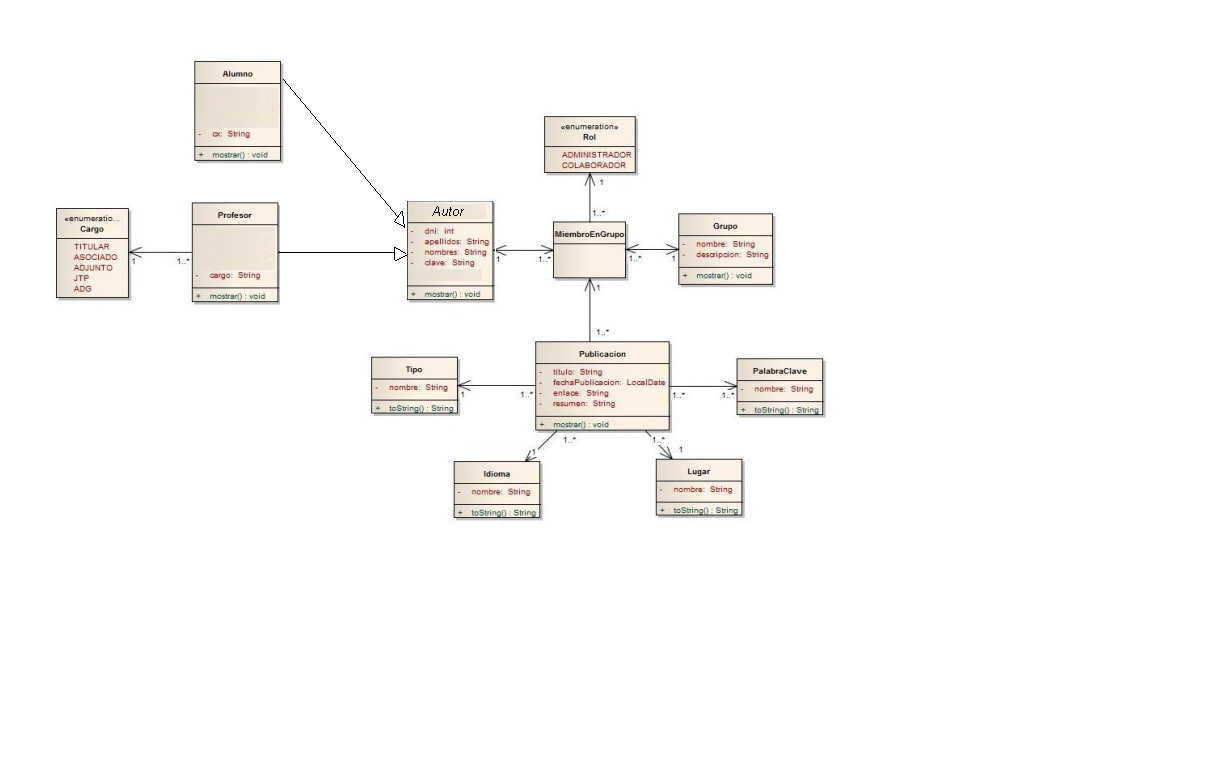 Alumno
- cx: String
+ mostrar() : void
«enumeration»
Rol
ADMINISTRADOR
COLABORADOR
1
1..*
«enumeratio...
Cargo
TITULAR
ASOCIADO
ADJUNTO
JTP
ADG
1
1..*
Profesor
- cargo: String
+ mostrar() : void
Autor
- dni: int
- apellidos: String
- nombres: String
- clave: String
+ mostrar() : void
1
1..*
MiembroEnGrupo
1..*
1
Grupo
- nombre: String
- descripcion: String
+ mostrar() : void
1
1..*
Publicacion
- titulo: String
- fechaPublicacion: LocalDate
- enlace: String
- resumen: String
+ mostrar() : void
Tipo
- nombre: String
+ toString() : String
1
1..*
1..*
1..*
PalabraClave
- nombre: String
+ toString() : String
1..*
1
1..*
1
Idioma
- nombre: String
+ toString() : String
Lugar
- nombre: String
+ toString() : String